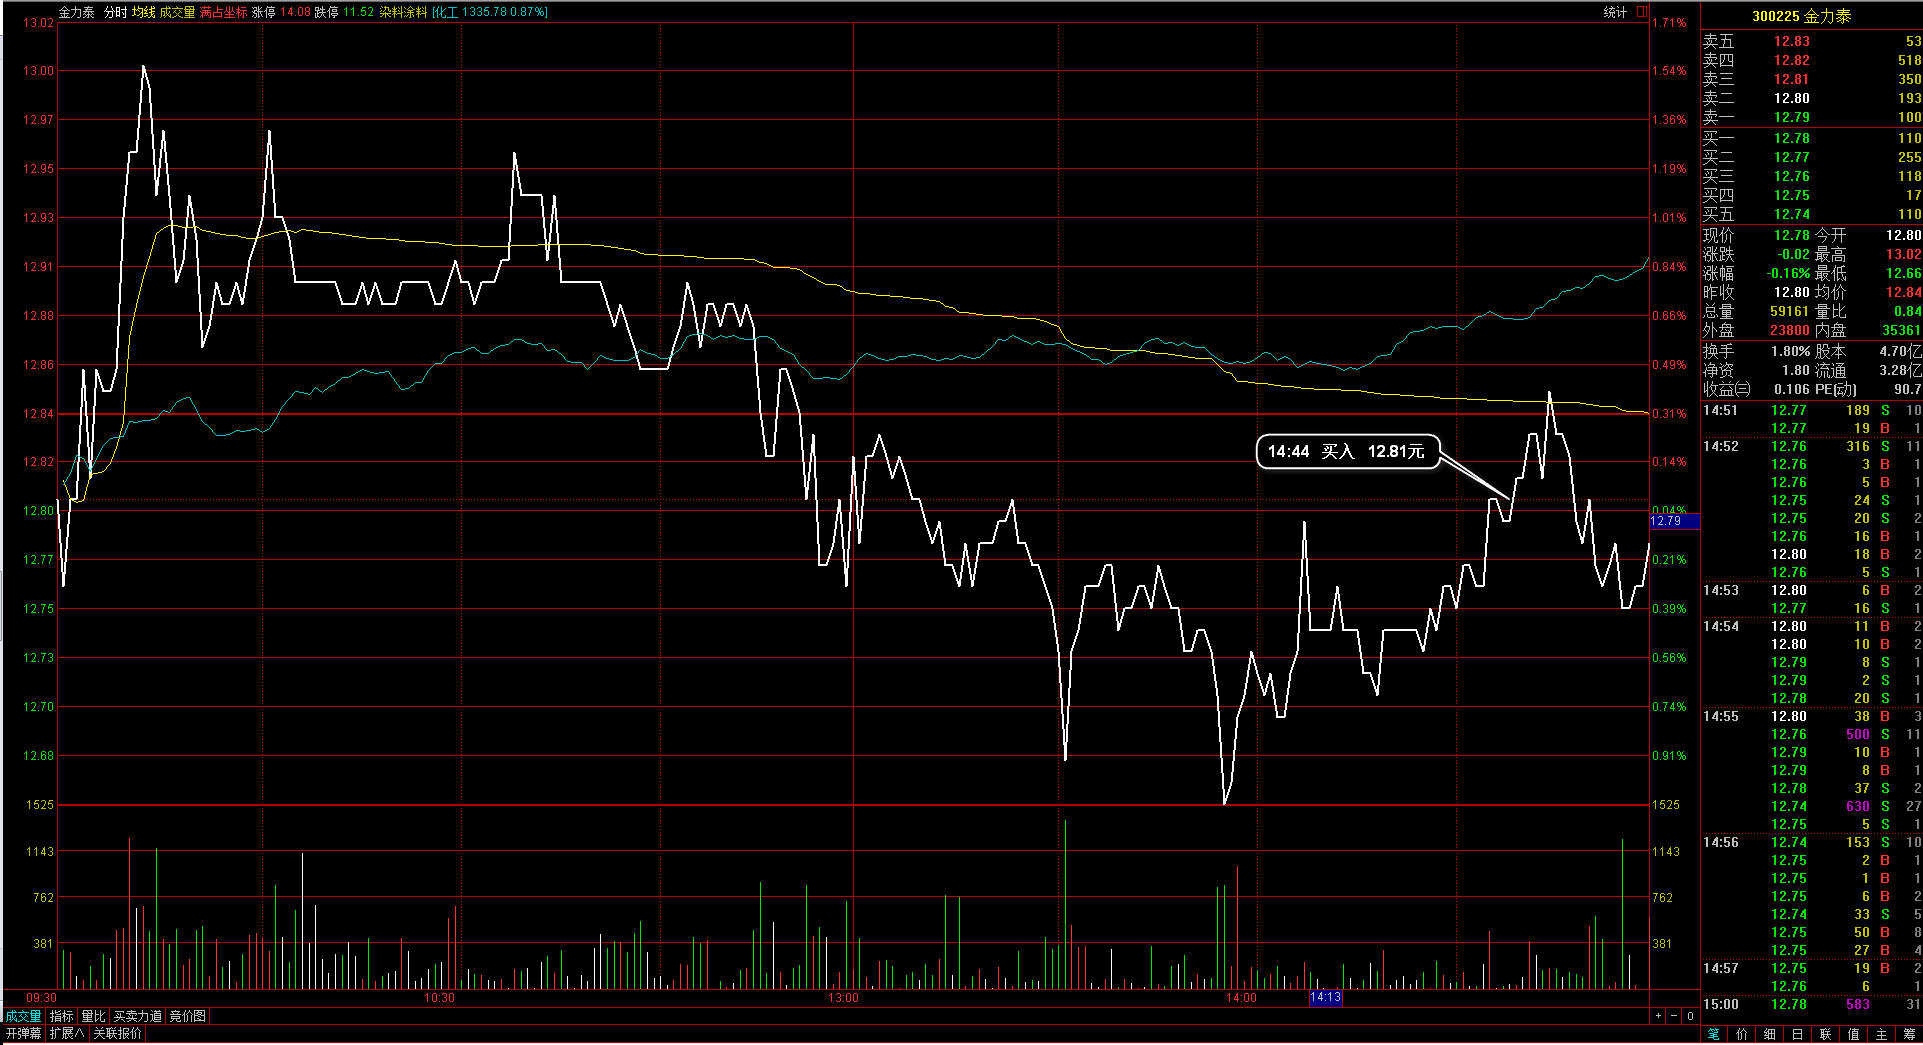 金力泰 分时 均线 成交量 满占坐标 涨停 14.08 跌停 11.52 染料涂料 [化工 1335.78 0.87%] 统计
13.02 1.71%
13.00 1.54%
12.97 1.36%
12.95 1.19%
12.93 1.01%
12.91 0.84%
12.88 0.66%
12.86 0.49%
12.84 0.31%
12.82 0.14%
12.80 0.04%
12.79
12.77 0.21%
12.75 0.39%
12.73 0.56%
12.70 0.74%
12.68 0.91%
1525 1525
1143 1143
762 762
381 381
14:44 买入 12.81元
09:30 10:30 13:00 14:00 14:13
成交量 指标 量比 买卖力道 竞价图 + - 0
开弹幕 扩展∧ 关联报价
300225 金力泰
卖五 12.83 53
卖四 12.82 518
卖三 12.81 350
卖二 12.80 193
卖一 12.79 100
买一 12.78 110
买二 12.77 255
买三 12.76 118
买四 12.75 17
买五 12.74 110
现价 12.78 今开 12.80
涨跌 -0.02 最高 13.02
涨幅 -0.16% 最低 12.66
昨收 12.80 均价 12.84
总量 59161 量比 0.84
外盘 23800 内盘 35361
换手 1.80% 股本 4.70亿
净资 1.80 流通 3.28亿
收益㈢ 0.106 PE(动) 90.7
14:51 12.77 189 S 10
12.77 19 B 1
14:52 12.76 316 S 11
12.76 3 B 1
12.76 5 B 1
12.75 24 S 1
12.75 20 S 2
12.76 16 B 1
12.80 18 B 2
12.76 5 S 1
14:53 12.80 6 B 2
12.77 16 S 1
14:54 12.80 11 B 2
12.80 10 B 2
12.79 8 S 1
12.79 2 S 1
12.78 20 S 1
14:55 12.80 38 B 3
12.76 500 S 11
12.79 10 B 1
12.79 8 B 1
12.78 37 S 2
12.74 630 S 27
12.75 5 S 1
14:56 12.74 153 S 10
12.75 2 B 1
12.75 1 B 1
12.75 6 B 2
12.74 33 S 5
12.75 50 B 8
12.75 27 B 4
14:57 12.75 19 B 2
12.76 6 1
15:00 12.78 583 31
笔 价 细 日 联 值 主 筹